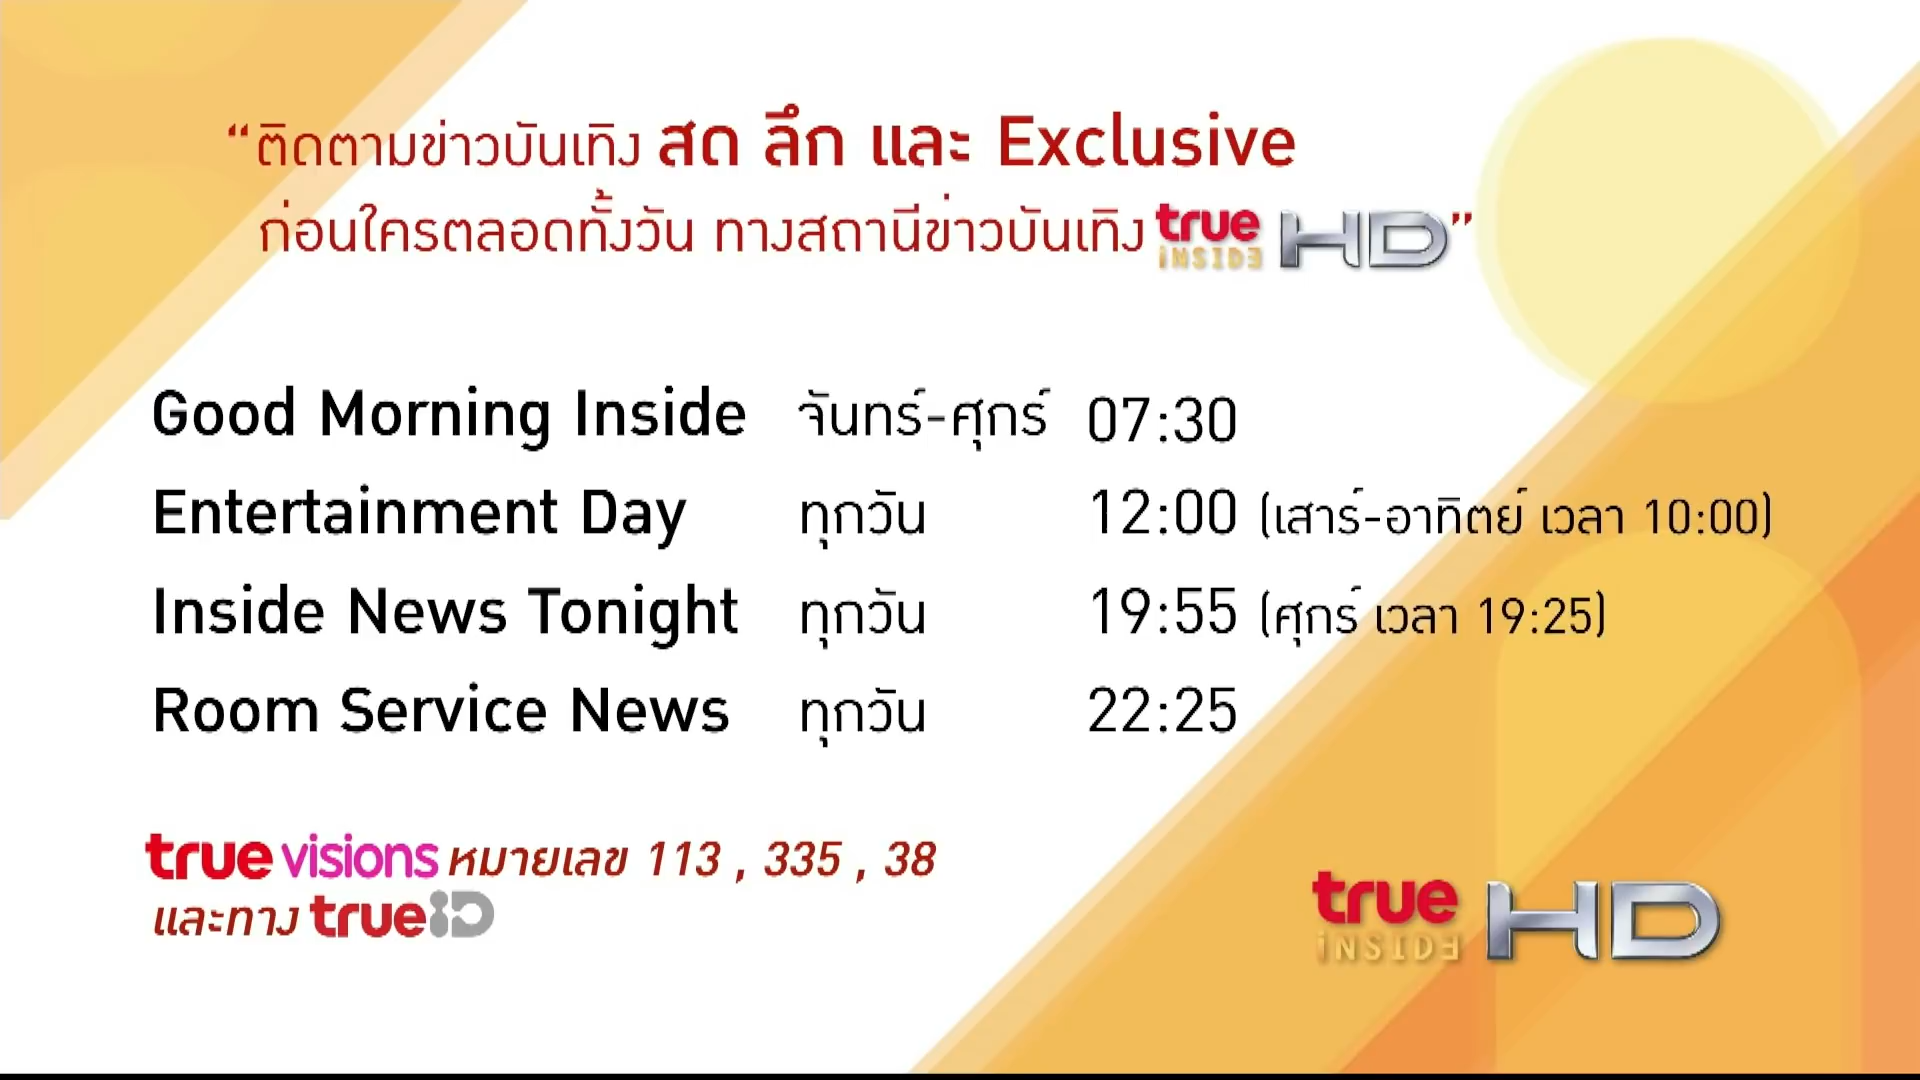 “ติดตามข่าวบันเทิง สด ลึก และ Exclusive
ก่อนใครตลอดทั้งวัน ทางสถานีข่าวบันเทิง true iNSIDE HD”
Good Morning Inside จันทร์-ศุกร์ 07:30
Entertainment Day ทุกวัน 12:00 (เสาร์-อาทิตย์ เวลา 10:00)
Inside News Tonight ทุกวัน 19:55 (ศุกร์ เวลา 19:25)
Room Service News ทุกวัน 22:25
true visions หมายเลข 113 , 335 , 38
และทาง trueiD
true iNSIDE HD